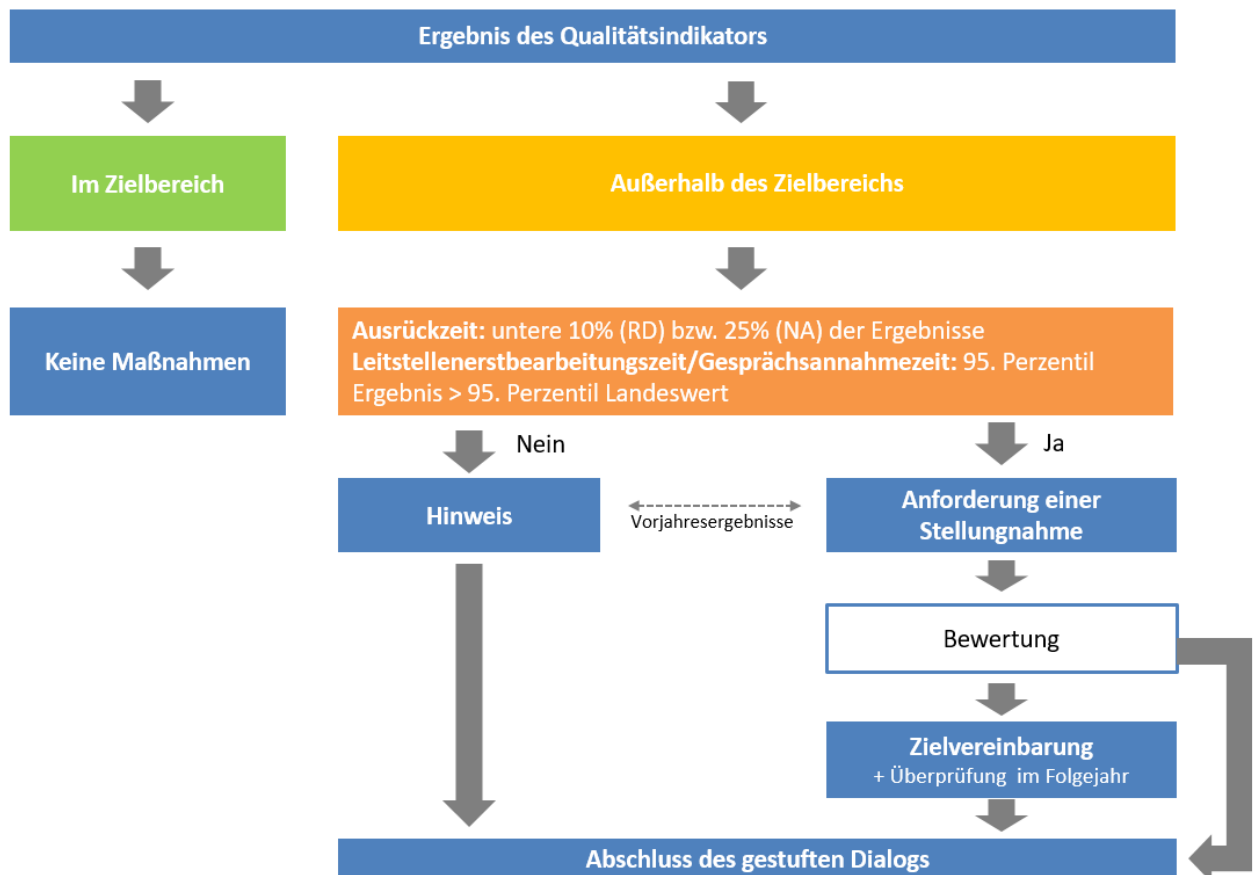 Ergebnis des Qualitätsindikators
Im Zielbereich
Außerhalb des Zielbereichs
Keine Maßnahmen
Ausrückzeit: untere 10% (RD) bzw. 25% (NA) der Ergebnisse
Leitstellenerstbearbeitungszeit/Gesprächsannahmezeit: 95. Perzentil
Ergebnis > 95. Perzentil Landeswert
Nein
Ja
Hinweis
Vorjahresergebnisse
Anforderung einer
Stellungnahme
Bewertung
Zielvereinbarung
+ Überprüfung im Folgejahr
Abschluss des gestuften Dialogs